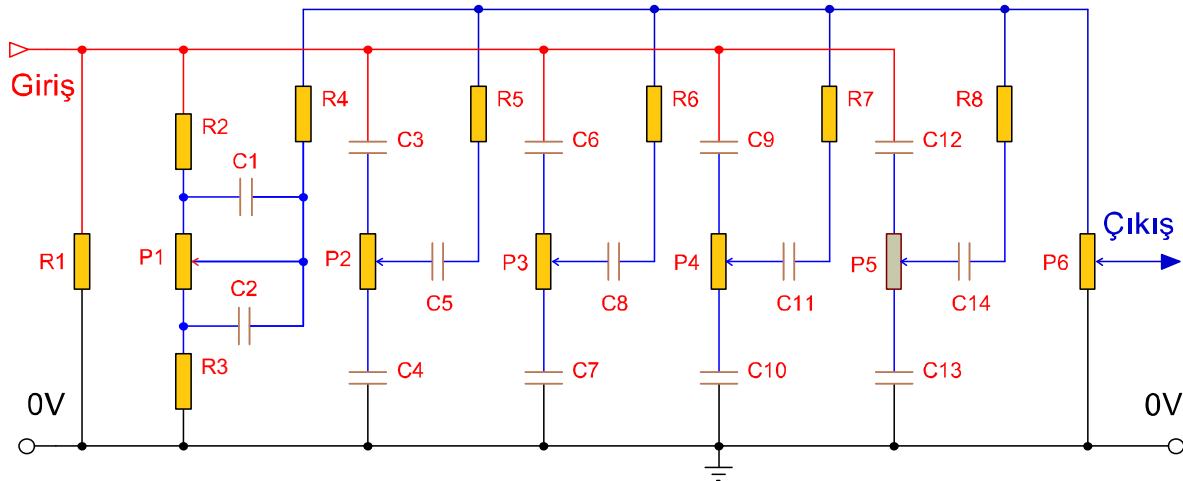 Giriş
R4
R5
R6
R7
R8
R2
C3
C6
C9
C12
C1
R1
P1
P2
P3
P4
P5
P6
Çıkış
C2
C5
C8
C11
C14
R3
C4
C7
C10
C13
0V
0V